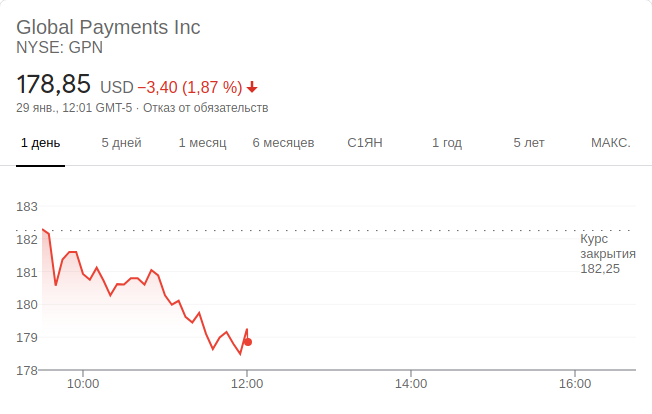 Global Payments Inc
NYSE: GPN
178,85 USD −3,40 (1,87 %)
29 янв., 12:01 GMT-5 · Отказ от обязательств
1 день 5 дней 1 месяц 6 месяцев С1ЯН 1 год 5 лет МАКС.
183
182
181
180
179
178
Курс
закрытия
182,25
10:00 12:00 14:00 16:00